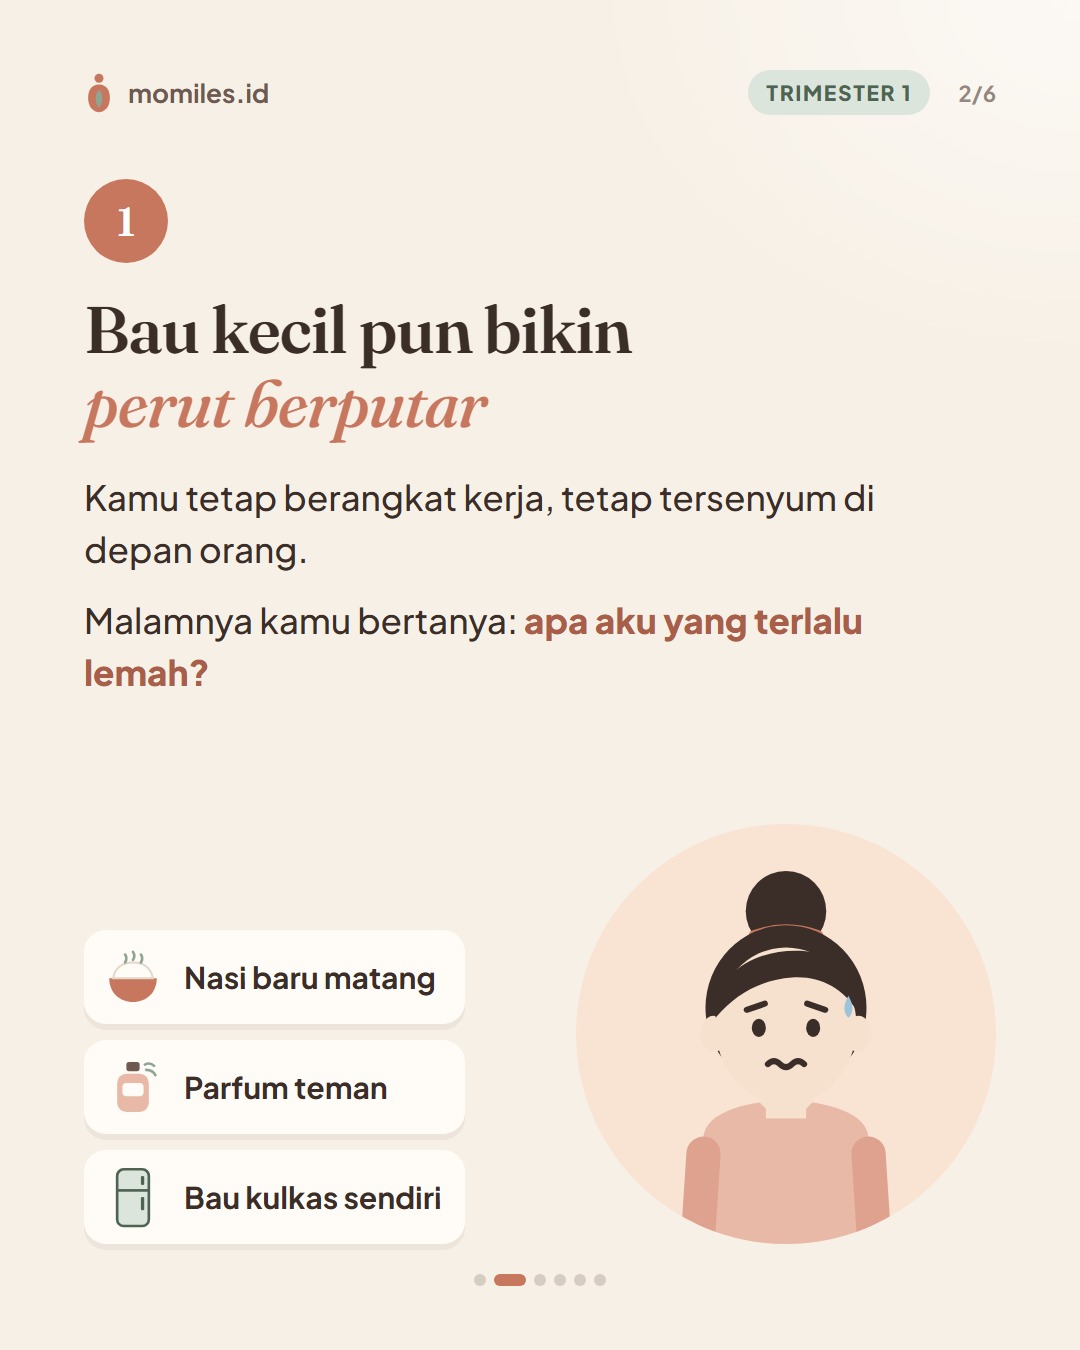 momiles.id
TRIMESTER 1
2/6
1
Bau kecil pun bikin
perut berputar
Kamu tetap berangkat kerja, tetap tersenyum di
depan orang.
Malamnya kamu bertanya: apa aku yang terlalu
lemah?
Nasi baru matang
Parfum teman
Bau kulkas sendiri